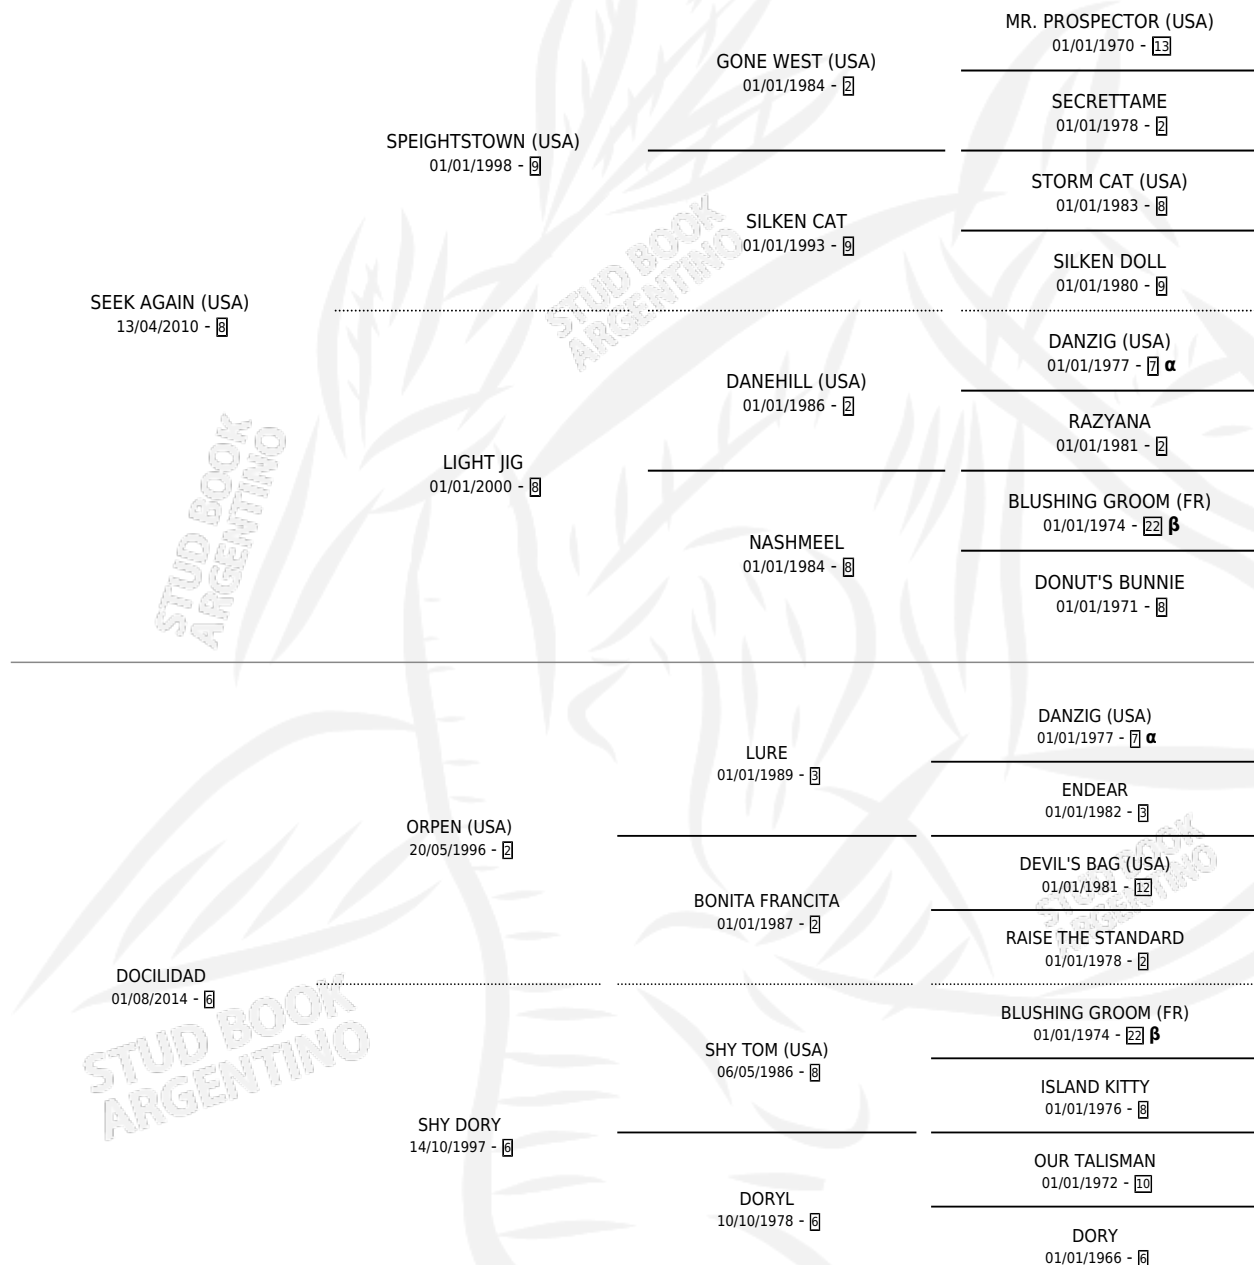 MR. PROSPECTOR (USA)
01/01/1970 - 13
GONE WEST (USA)
01/01/1984 - 2
SECRETTAME
01/01/1978 - 2
SPEIGHTSTOWN (USA)
01/01/1998 - 9
STORM CAT (USA)
01/01/1983 - 8
SILKEN CAT
01/01/1993 - 9
SILKEN DOLL
01/01/1980 - 9
SEEK AGAIN (USA)
13/04/2010 - 8
DANZIG (USA)
01/01/1977 - 7 α
DANEHILL (USA)
01/01/1986 - 2
RAZYANA
01/01/1981 - 2
LIGHT JIG
01/01/2000 - 8
BLUSHING GROOM (FR)
01/01/1974 - 22 β
NASHMEEL
01/01/1984 - 8
DONUT'S BUNNIE
01/01/1971 - 8
DANZIG (USA)
01/01/1977 - 7 α
LURE
01/01/1989 - 3
ENDEAR
01/01/1982 - 3
ORPEN (USA)
20/05/1996 - 2
DEVIL'S BAG (USA)
01/01/1981 - 12
BONITA FRANCITA
01/01/1987 - 2
RAISE THE STANDARD
01/01/1978 - 2
DOCILIDAD
01/08/2014 - 6
BLUSHING GROOM (FR)
01/01/1974 - 22 β
SHY TOM (USA)
06/05/1986 - 8
ISLAND KITTY
01/01/1976 - 8
SHY DORY
14/10/1997 - 6
OUR TALISMAN
01/01/1972 - 10
DORYL
10/10/1978 - 6
DORY
01/01/1966 - 6
STUD BOOK
ARGENTINO
STUD BOOK
ARGENTINO
STUD BOOK
ARGENTINO
STUD BOOK
ARGENTINO